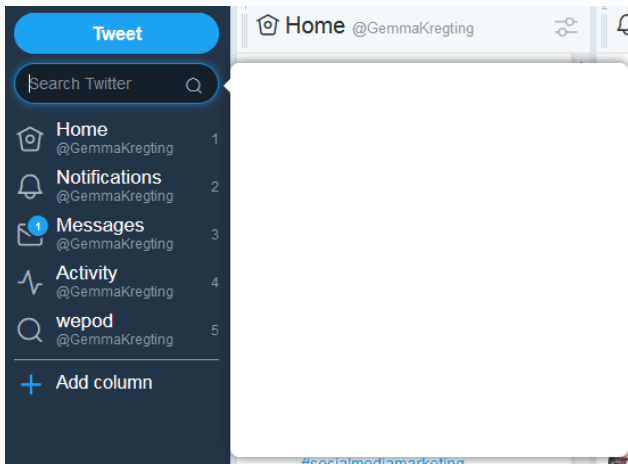 Tweet
Search Twitter
Home
@GemmaKregting
1
Notifications
@GemmaKregting
2
1
Messages
@GemmaKregting
3
Activity
@GemmaKregting
4
wepod
@GemmaKregting
5
Add column
Home @GemmaKregting
2
#socialmediamarketing